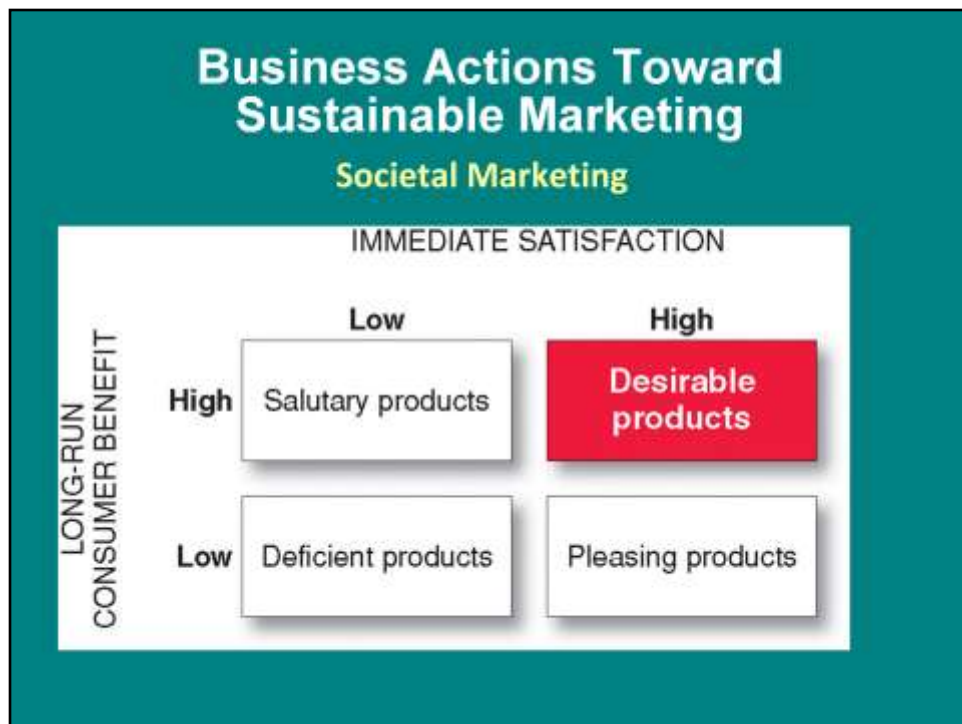 Business Actions Toward
Sustainable Marketing
Societal Marketing
IMMEDIATE SATISFACTION
Low
High
LONG-RUN
CONSUMER BENEFIT
High
Salutary products
Desirable
products
Low
Deficient products
Pleasing products